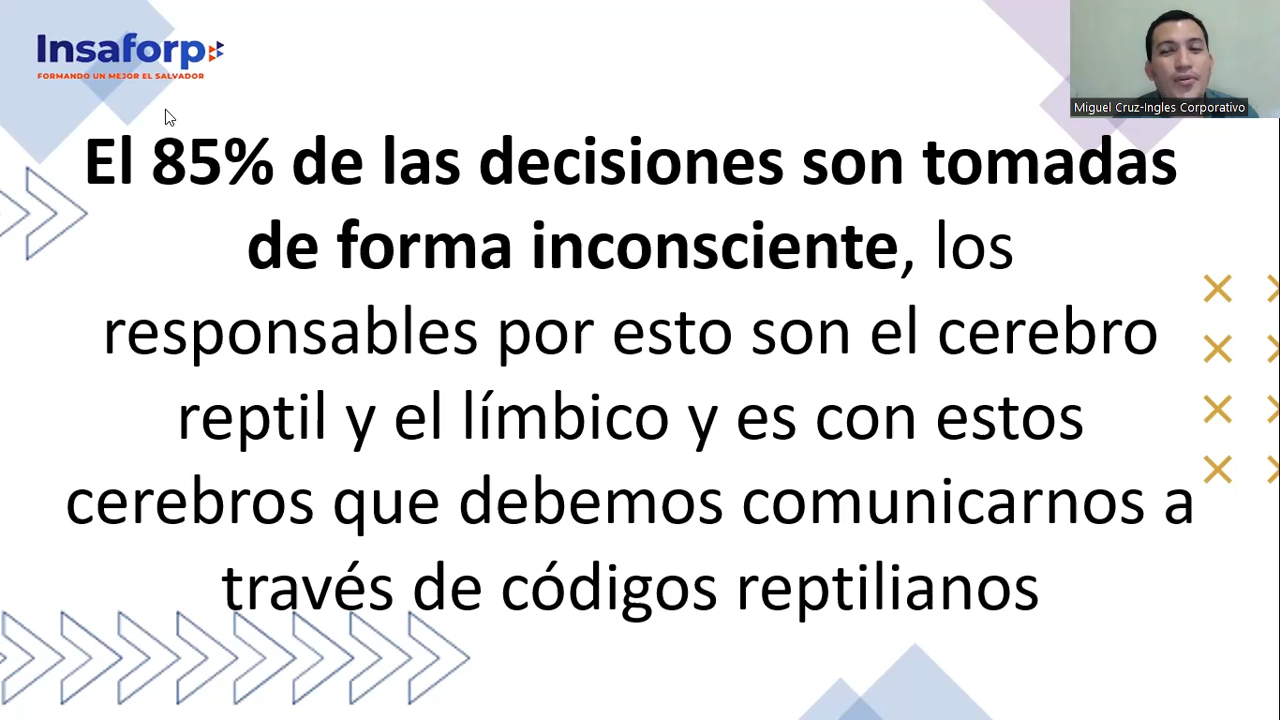 Insaforp
FORMANDO UN MEJOR EL SALVADOR
Miguel Cruz-Ingles Corporativo
El 85% de las decisiones son tomadas
de forma inconsciente, los
responsables por esto son el cerebro
reptil y el límbico y es con estos
cerebros que debemos comunicarnos a
través de códigos reptilianos